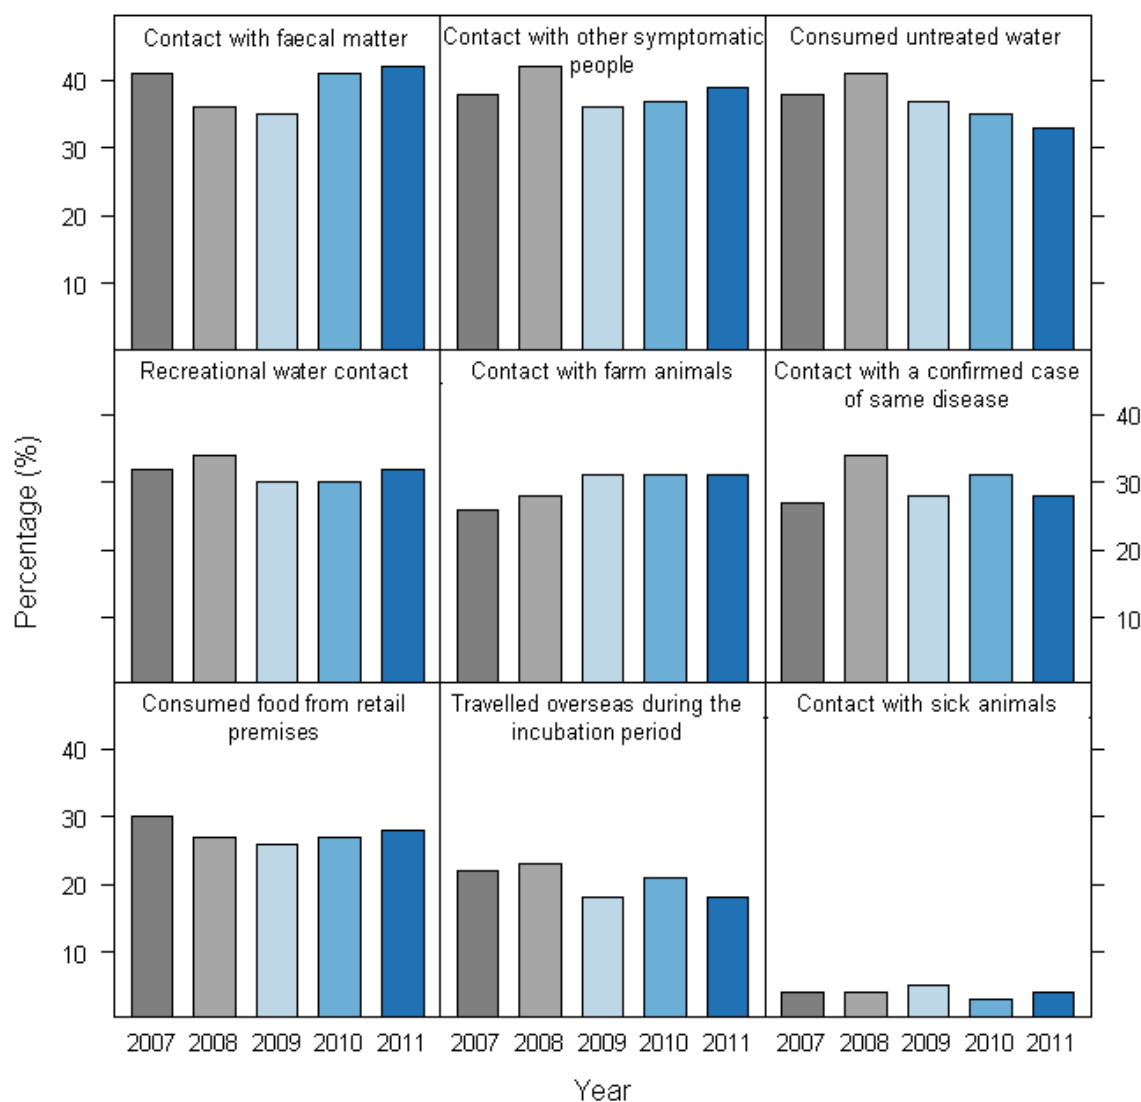 Contact with faecal matter
Contact with other symptomatic
people
Consumed untreated water
40
30
20
10
Recreational water contact
Contact with farm animals
Contact with a confirmed case
of same disease
40
30
20
10
Percentage (%)
Consumed food from retail
premises
Travelled overseas during the
incubation period
Contact with sick animals
40
30
20
10
2007 2008 2009 2010 2011 2007 2008 2009 2010 2011 2007 2008 2009 2010 2011
Year